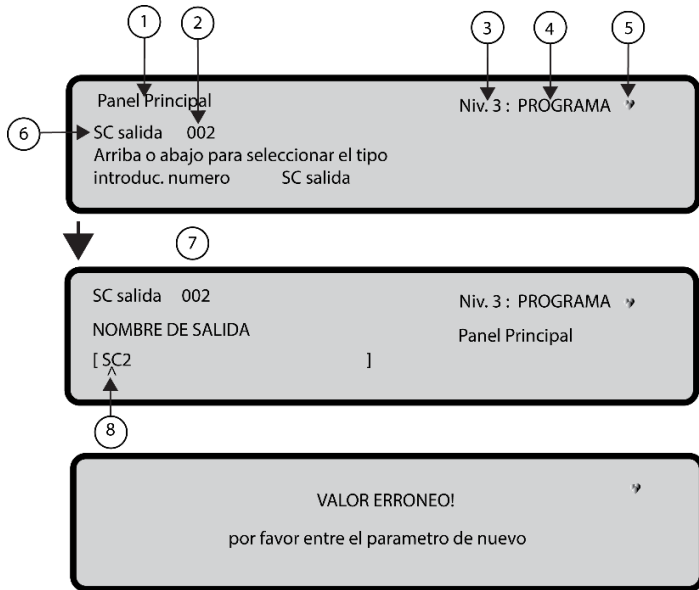 1 2 3 4 5
Panel Principal Niv. 3 : PROGRAMA
6 SC salida 002
Arriba o abajo para seleccionar el tipo
introduc. numero SC salida
7
SC salida 002 Niv. 3 : PROGRAMA
NOMBRE DE SALIDA Panel Principal
[ SC2 ]
^
8
VALOR ERRONEO!
por favor entre el parametro de nuevo